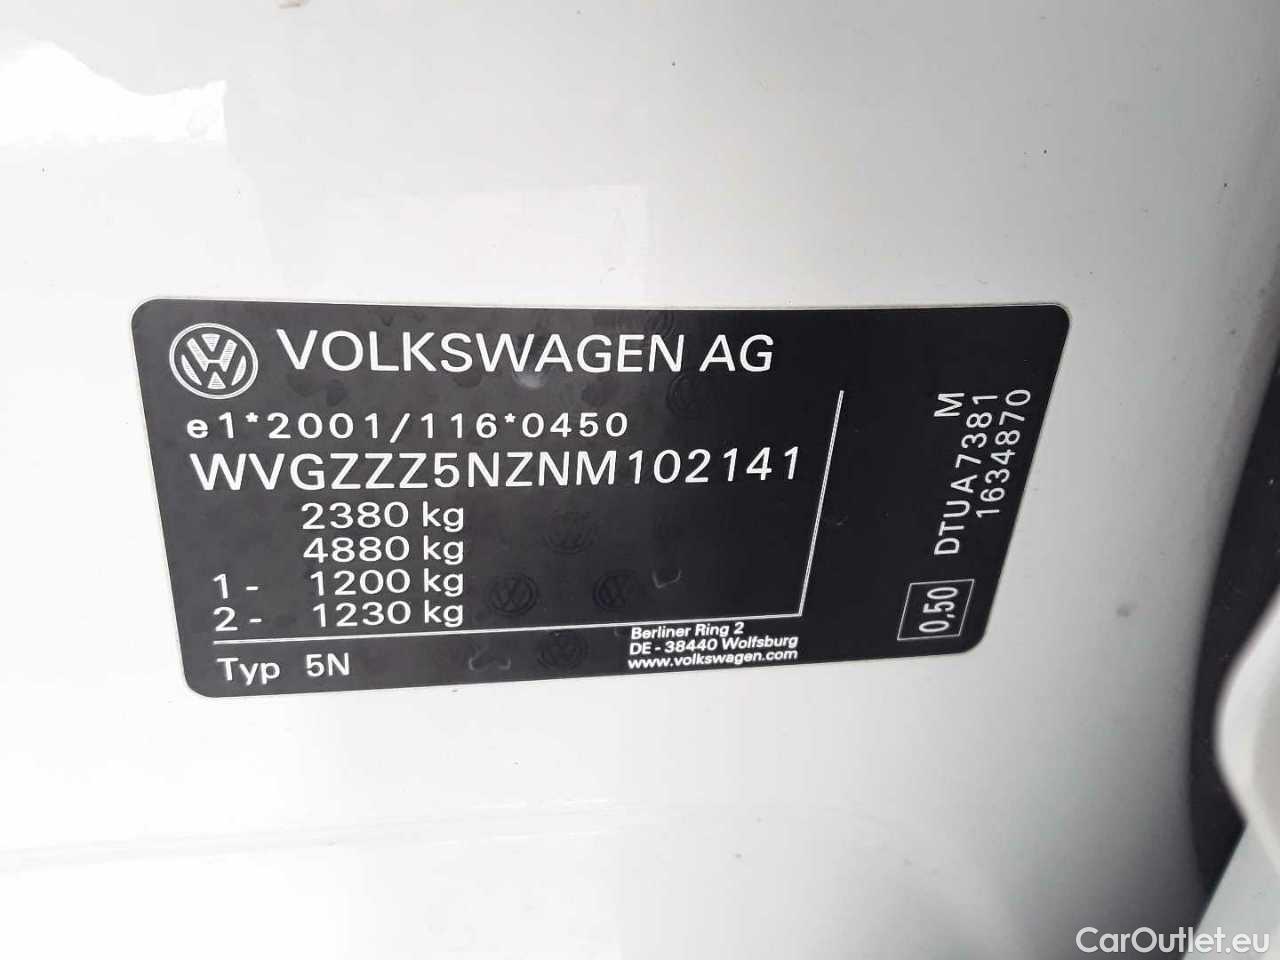 VOLKSWAGEN AG
e1*2001/116*0450
WVGZZZ5NZNM102141
2380 kg
4880 kg
1 - 1200 kg
2 - 1230 kg
Typ 5N
Berliner Ring 2
DE - 38440 Wolfsburg
www.volkswagen.com
M
DTUA7381
1634870
0,50
CarOutlet.eu